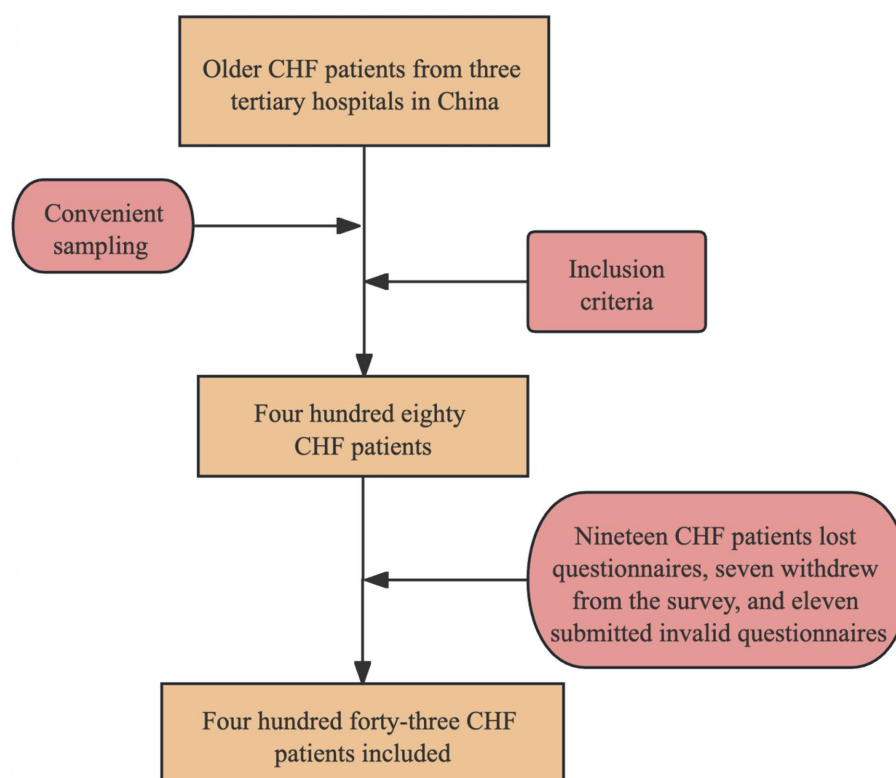 Older CHF patients from three
tertiary hospitals in China
Convenient
sampling
Inclusion
criteria
Four hundred eighty
CHF patients
Nineteen CHF patients lost
questionnaires, seven withdrew
from the survey, and eleven
submitted invalid questionnaires
Four hundred forty-three CHF
patients included